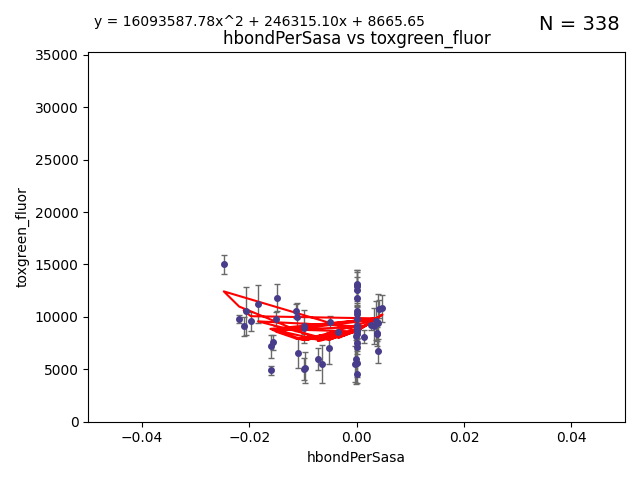 y = 16093587.78x^2 + 246315.10x + 8665.65
N = 338
hbondPerSasa vs toxgreen_fluor
35000
30000
25000
20000
15000
10000
5000
0
toxgreen_fluor
−0.04
−0.02
0.00
0.02
0.04
hbondPerSasa